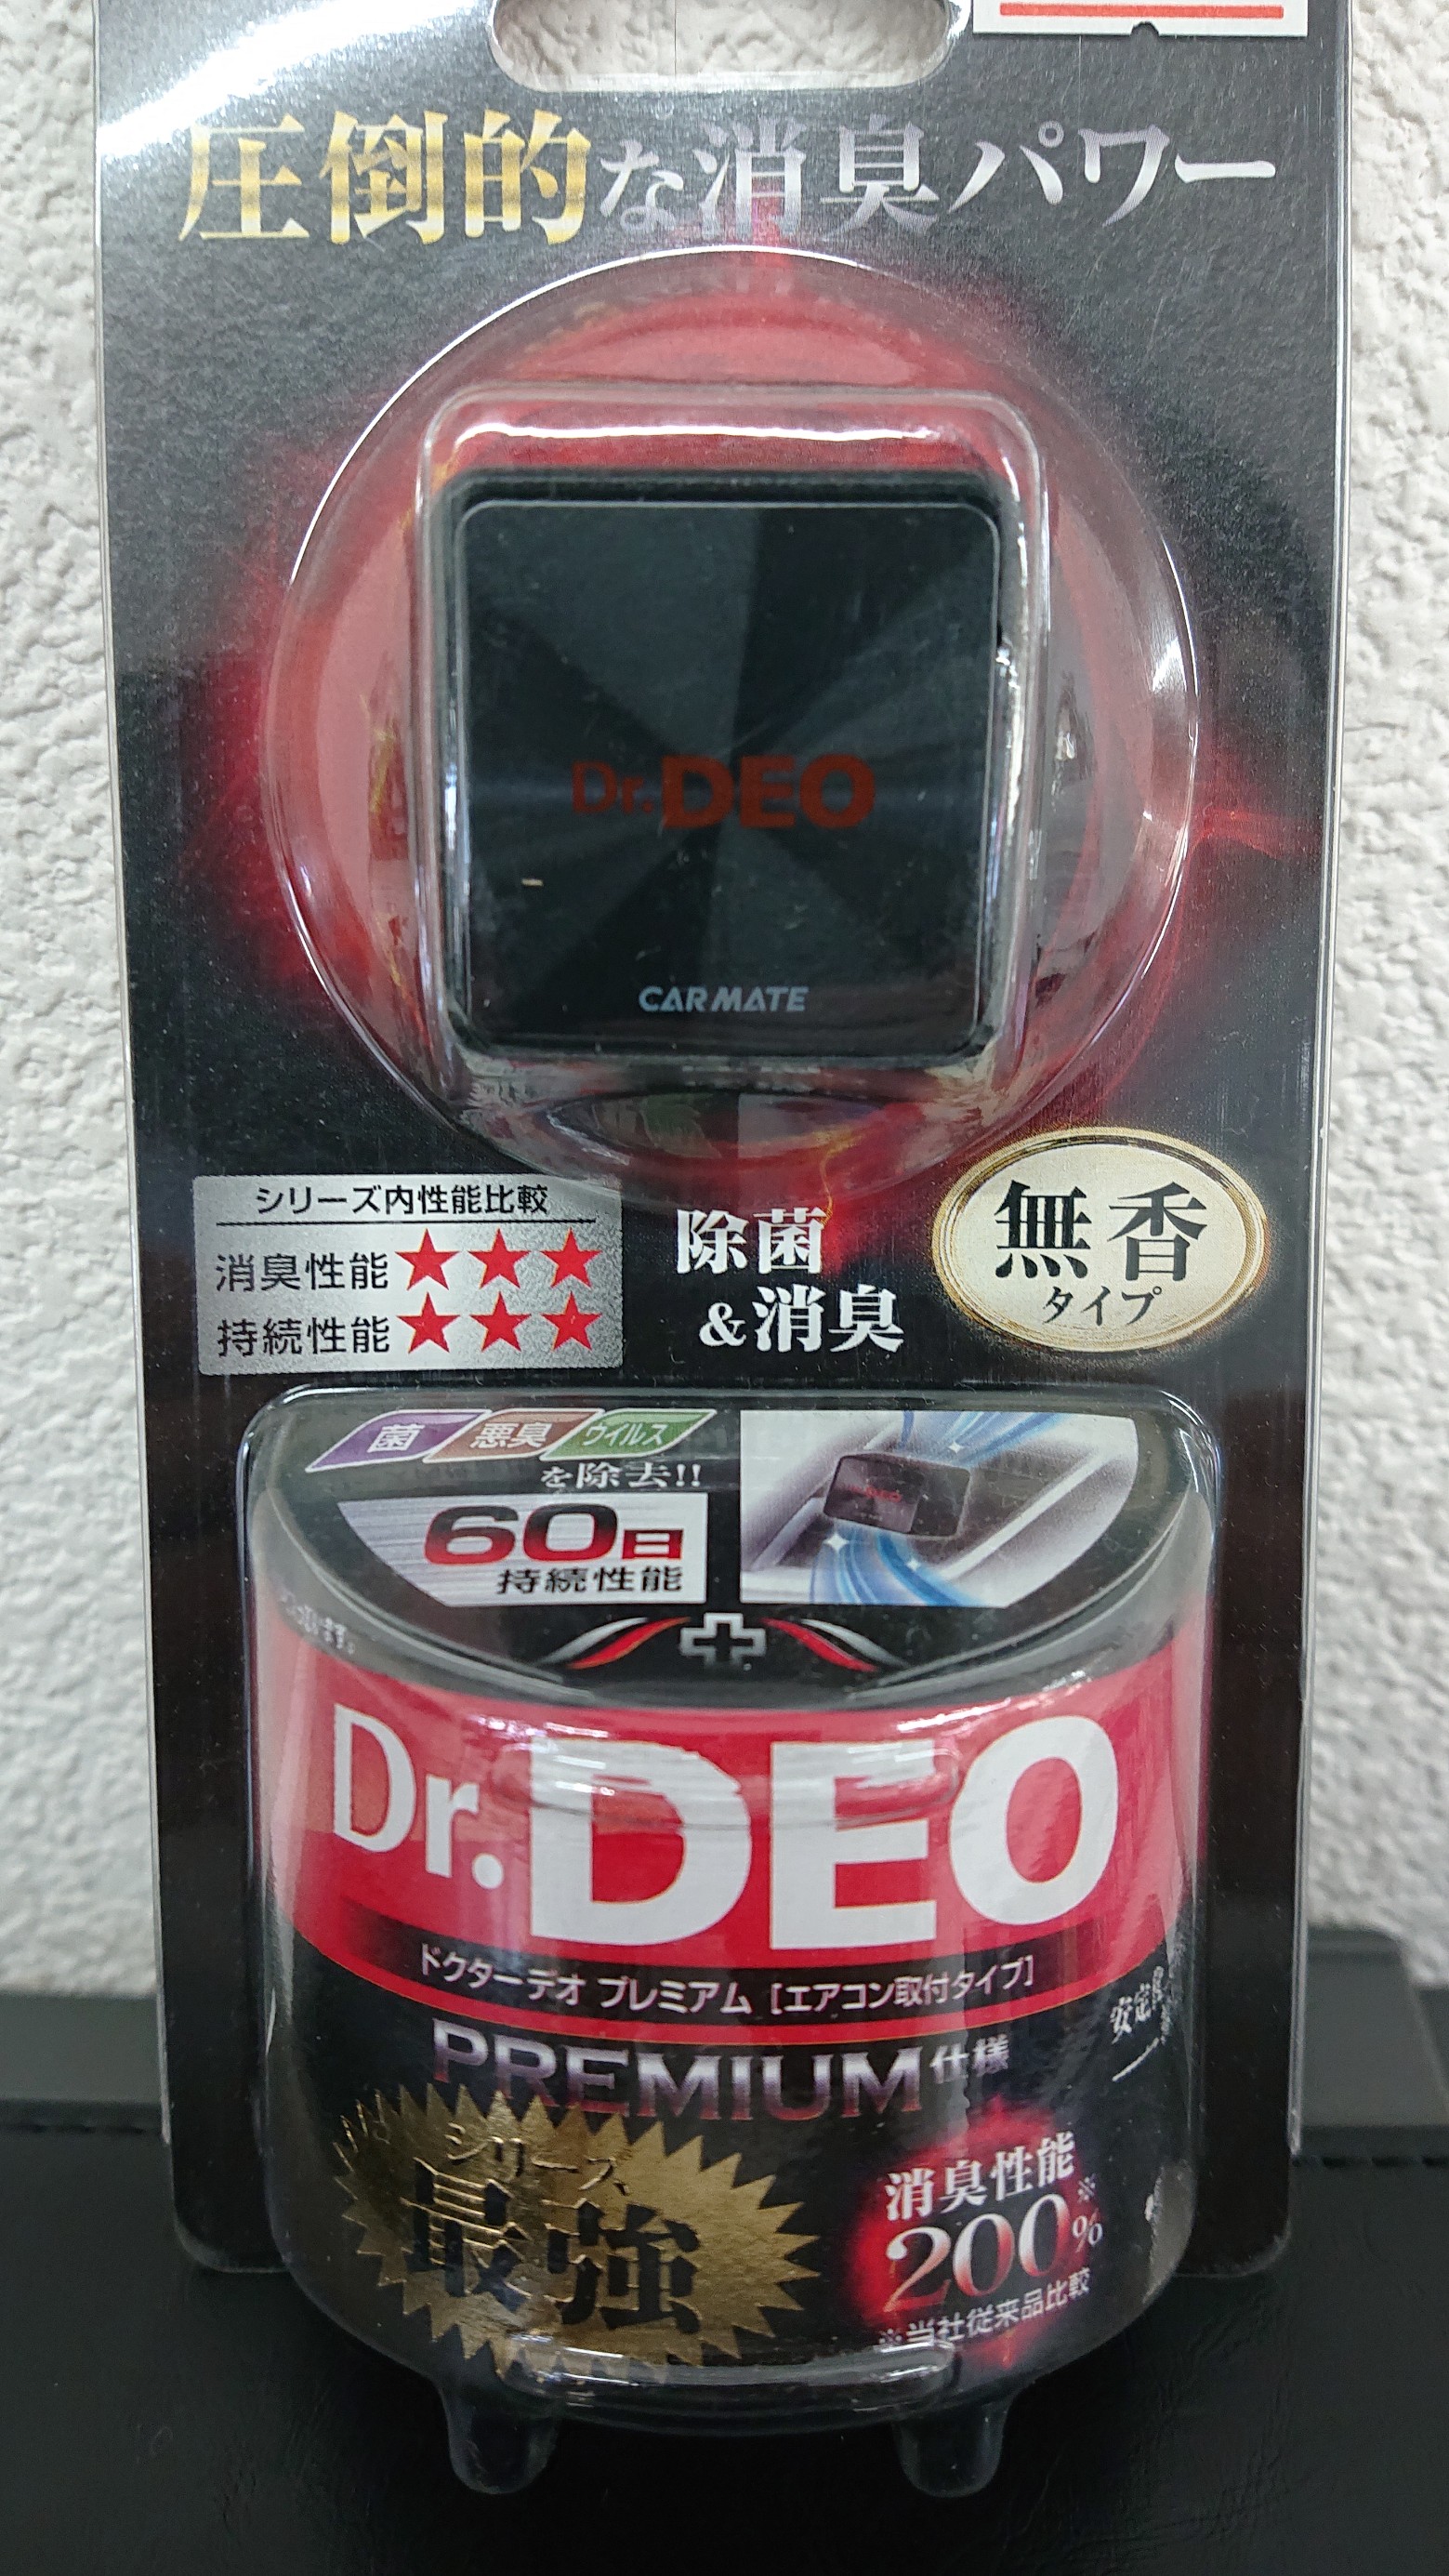 圧倒的な消臭パワー
Dr.DEO
CARMATE
シリーズ内性能比較
消臭性能★★★
持続性能★★★
除菌
&消臭
無香
タイプ
菌 悪臭 ウイルス
を除去!!
60日
持続性能
Dr.DEO
ドクターデオ プレミアム [エアコン取付タイプ]
PREMIUM仕様
シリーズ
最強
消臭性能
200%※
※当社従来品比較
安定